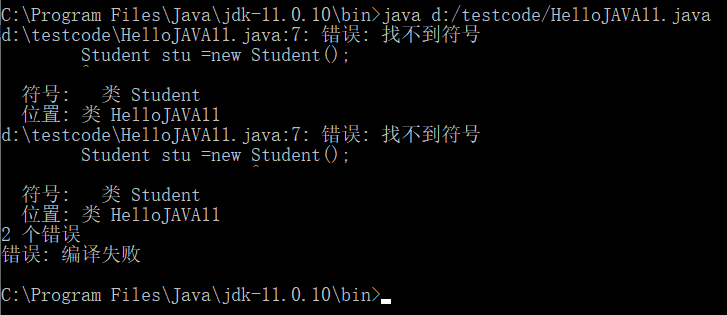 C:\Program Files\Java\jdk-11.0.10\bin>java d:/testcode/HelloJAVA11.java
d:\testcode\HelloJAVA11.java:7: 错误: 找不到符号
        Student stu =new Student();
        ^
  符号:   类 Student
  位置: 类 HelloJAVA11
d:\testcode\HelloJAVA11.java:7: 错误: 找不到符号
        Student stu =new Student();
                         ^
  符号:   类 Student
  位置: 类 HelloJAVA11
2 个错误
错误: 编译失败
C:\Program Files\Java\jdk-11.0.10\bin>